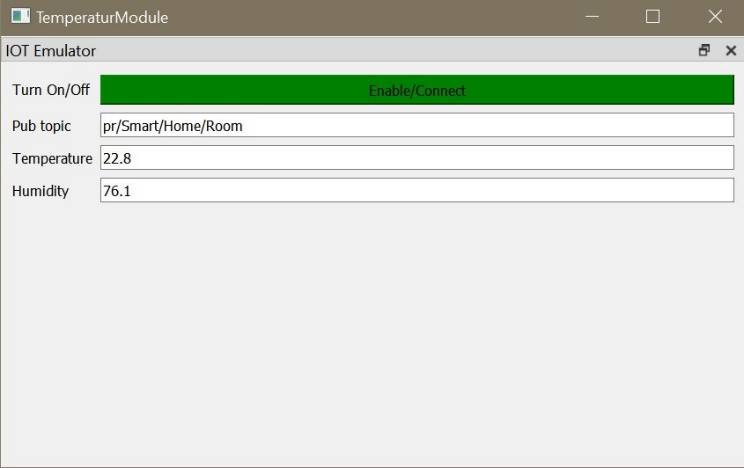 TemperaturModule
IOT Emulator
Turn On/Off Enable/Connect
Pub topic pr/Smart/Home/Room
Temperature 22.8
Humidity 76.1